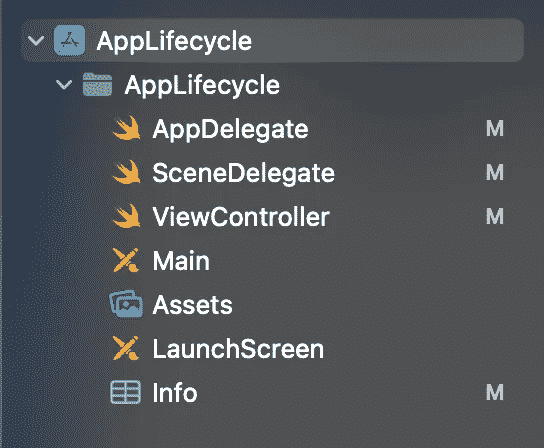 AppLifecycle
AppLifecycle
AppDelegate M
SceneDelegate M
ViewController M
Main
Assets
LaunchScreen
Info M